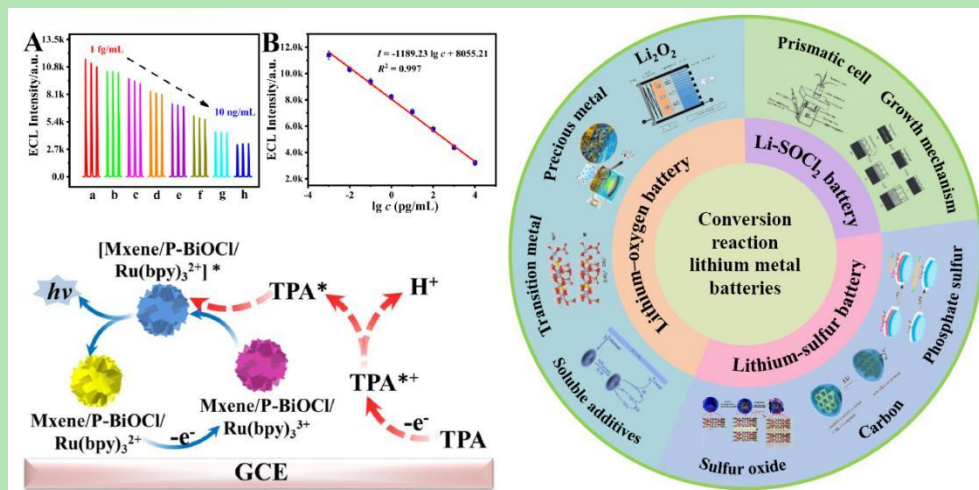 A
1 fg/mL
10 ng/mL
ECL Intensity/a.u.
13.5k
10.8k
8.1k
5.4k
2.7k
0.0
a b c d e f g h
B
I = -1189.23 lg c + 8055.21
R² = 0.997
ECL Intensity/a.u.
12.0k
10.0k
8.0k
6.0k
4.0k
2.0k
-3 -2 -1 0 1 2 3 4
lg c (pg/mL)
[Mxene/P-BiOCl/
Ru(bpy)₃²⁺] *
hν
TPA*
H⁺
Mxene/P-BiOCl/
Ru(bpy)₃²⁺
-e⁻
Mxene/P-BiOCl/
Ru(bpy)₃³⁺
TPA*⁺
-e⁻
TPA
GCE
Li₂O₂
Prismatic cell
Growth mechanism
Precious metal
Transition metal
Soluble additives
Lithium–oxygen battery
Li-SOCl₂ battery
Conversion
reaction
lithium metal
batteries
Lithium-sulfur battery
Phosphate sulfur
Carbon
Sulfur oxide